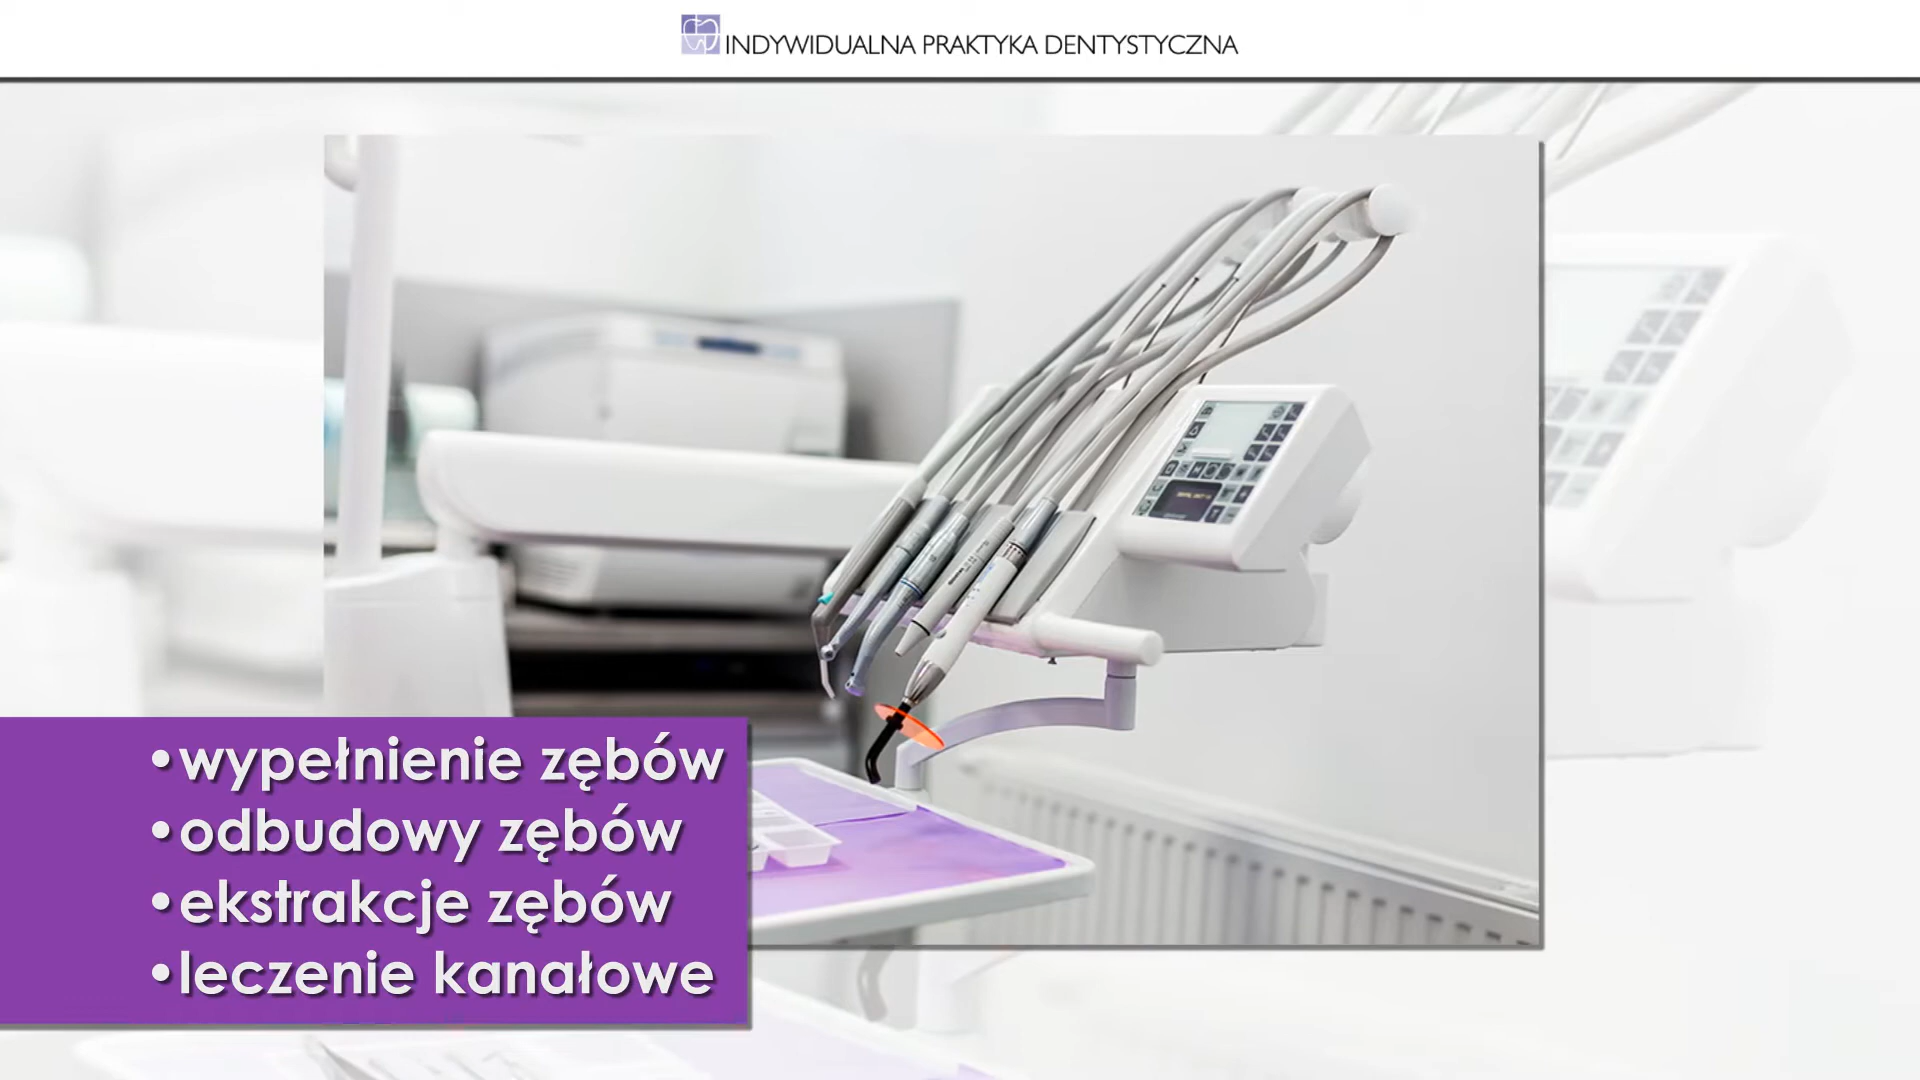 INDYWIDUALNA PRAKTYKA DENTYSTYCZNA
•wypełnienie zębów
•odbudowy zębów
•ekstrakcje zębów
•leczenie kanałowe